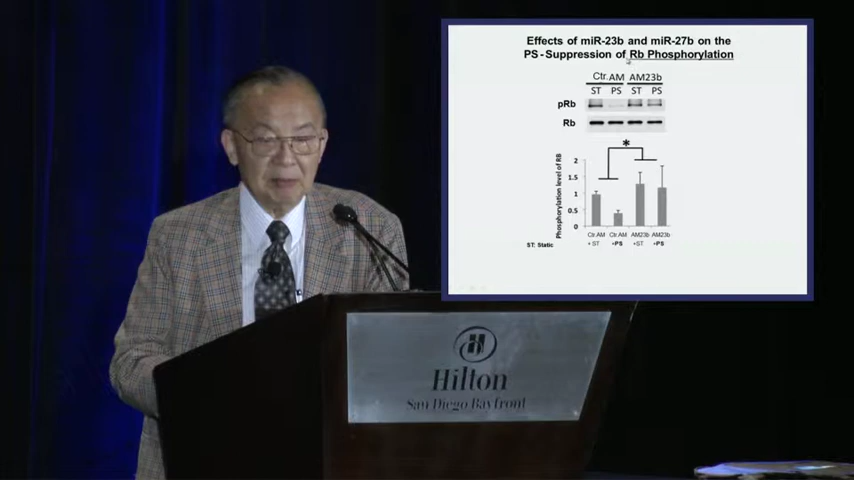 Effects of miR-23b and miR-27b on the
PS-Suppression of Rb Phosphorylation
Ctr.AM AM23b
ST PS ST PS
pRb
Rb
*
Phosphorylation level of RB
2
1.5
1
0.5
0
Ctr.AM Ctr.AM AM23b AM23b
+ ST +PS +ST +PS
ST: Static
H
Hilton
San Diego Bayfront